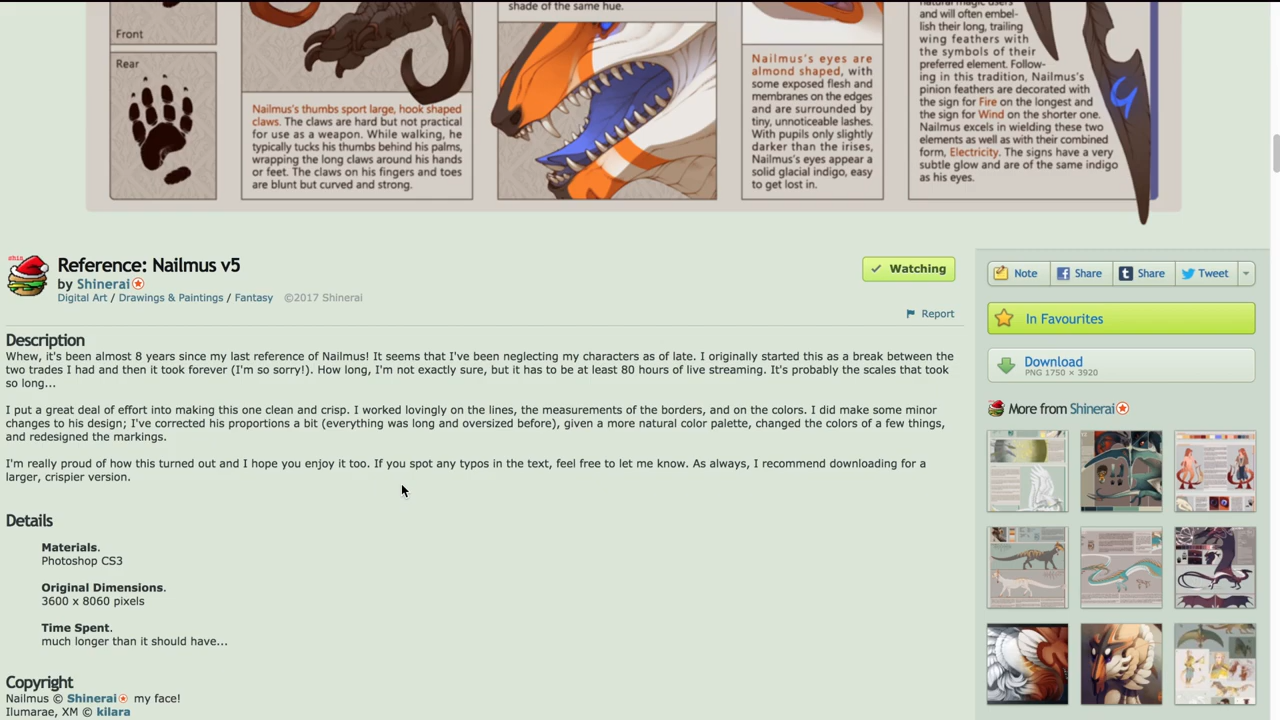 shade of the same hue.
Front
Rear
Nailmus's thumbs sport large, hook shaped
claws. The claws are hard but not practical
for use as a weapon. While walking, he
typically tucks his thumbs behind his palms,
wrapping the long claws around his hands
or feet. The claws on his fingers and toes
are blunt but curved and strong.
Nailmus's eyes are
almond shaped, with
some exposed flesh and
membranes on the edges
and are surrounded by
tiny, unnoticeable lashes.
With pupils only slightly
darker than the irises,
Nailmus's eyes appear a
solid glacial indigo, easy
to get lost in.
natural magic users
and will often embel-
lish their long, trailing
wing feathers with
the symbols of their
preferred element. Follow-
ing in this tradition, Nailmus's
pinion feathers are decorated with
the sign for Fire on the longest and
Wind on the shorter one.
Nailmus excels in wielding these two
elements as well as with their combined
form, Electricity. The signs have a very
subtle glow and are of the same indigo
as his eyes.
Reference: Nailmus v5
by Shinerai
Digital Art / Drawings & Paintings / Fantasy ©2017 Shinerai
Watching
Report
Description
Whew, it's been almost 8 years since my last reference of Nailmus! It seems that I've been neglecting my characters as of late. I originally started this as a break between the
two trades I had and then it took forever (I'm so sorry!). How long, I'm not exactly sure, but it has to be at least 80 hours of live streaming. It's probably the scales that took
so long...
I put a great deal of effort into making this one clean and crisp. I worked lovingly on the lines, the measurements of the borders, and on the colors. I did make some minor
changes to his design; I've corrected his proportions a bit (everything was long and oversized before), given a more natural color palette, changed the colors of a few things,
and redesigned the markings.
I'm really proud of how this turned out and I hope you enjoy it too. If you spot any typos in the text, feel free to let me know. As always, I recommend downloading for a
larger, crispier version.
Details
Materials.
Photoshop CS3
Original Dimensions.
3600 x 8060 pixels
Time Spent.
much longer than it should have...
Copyright
Nailmus © Shinerai my face!
Ilumarae, XM © kilara
Note
Share
Share
Tweet
In Favourites
Download
PNG 1750 × 3920
More from Shinerai